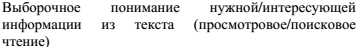 Выборочное понимание нужной/интересующей
информации из текста (просмотровое/поисковое
чтение)